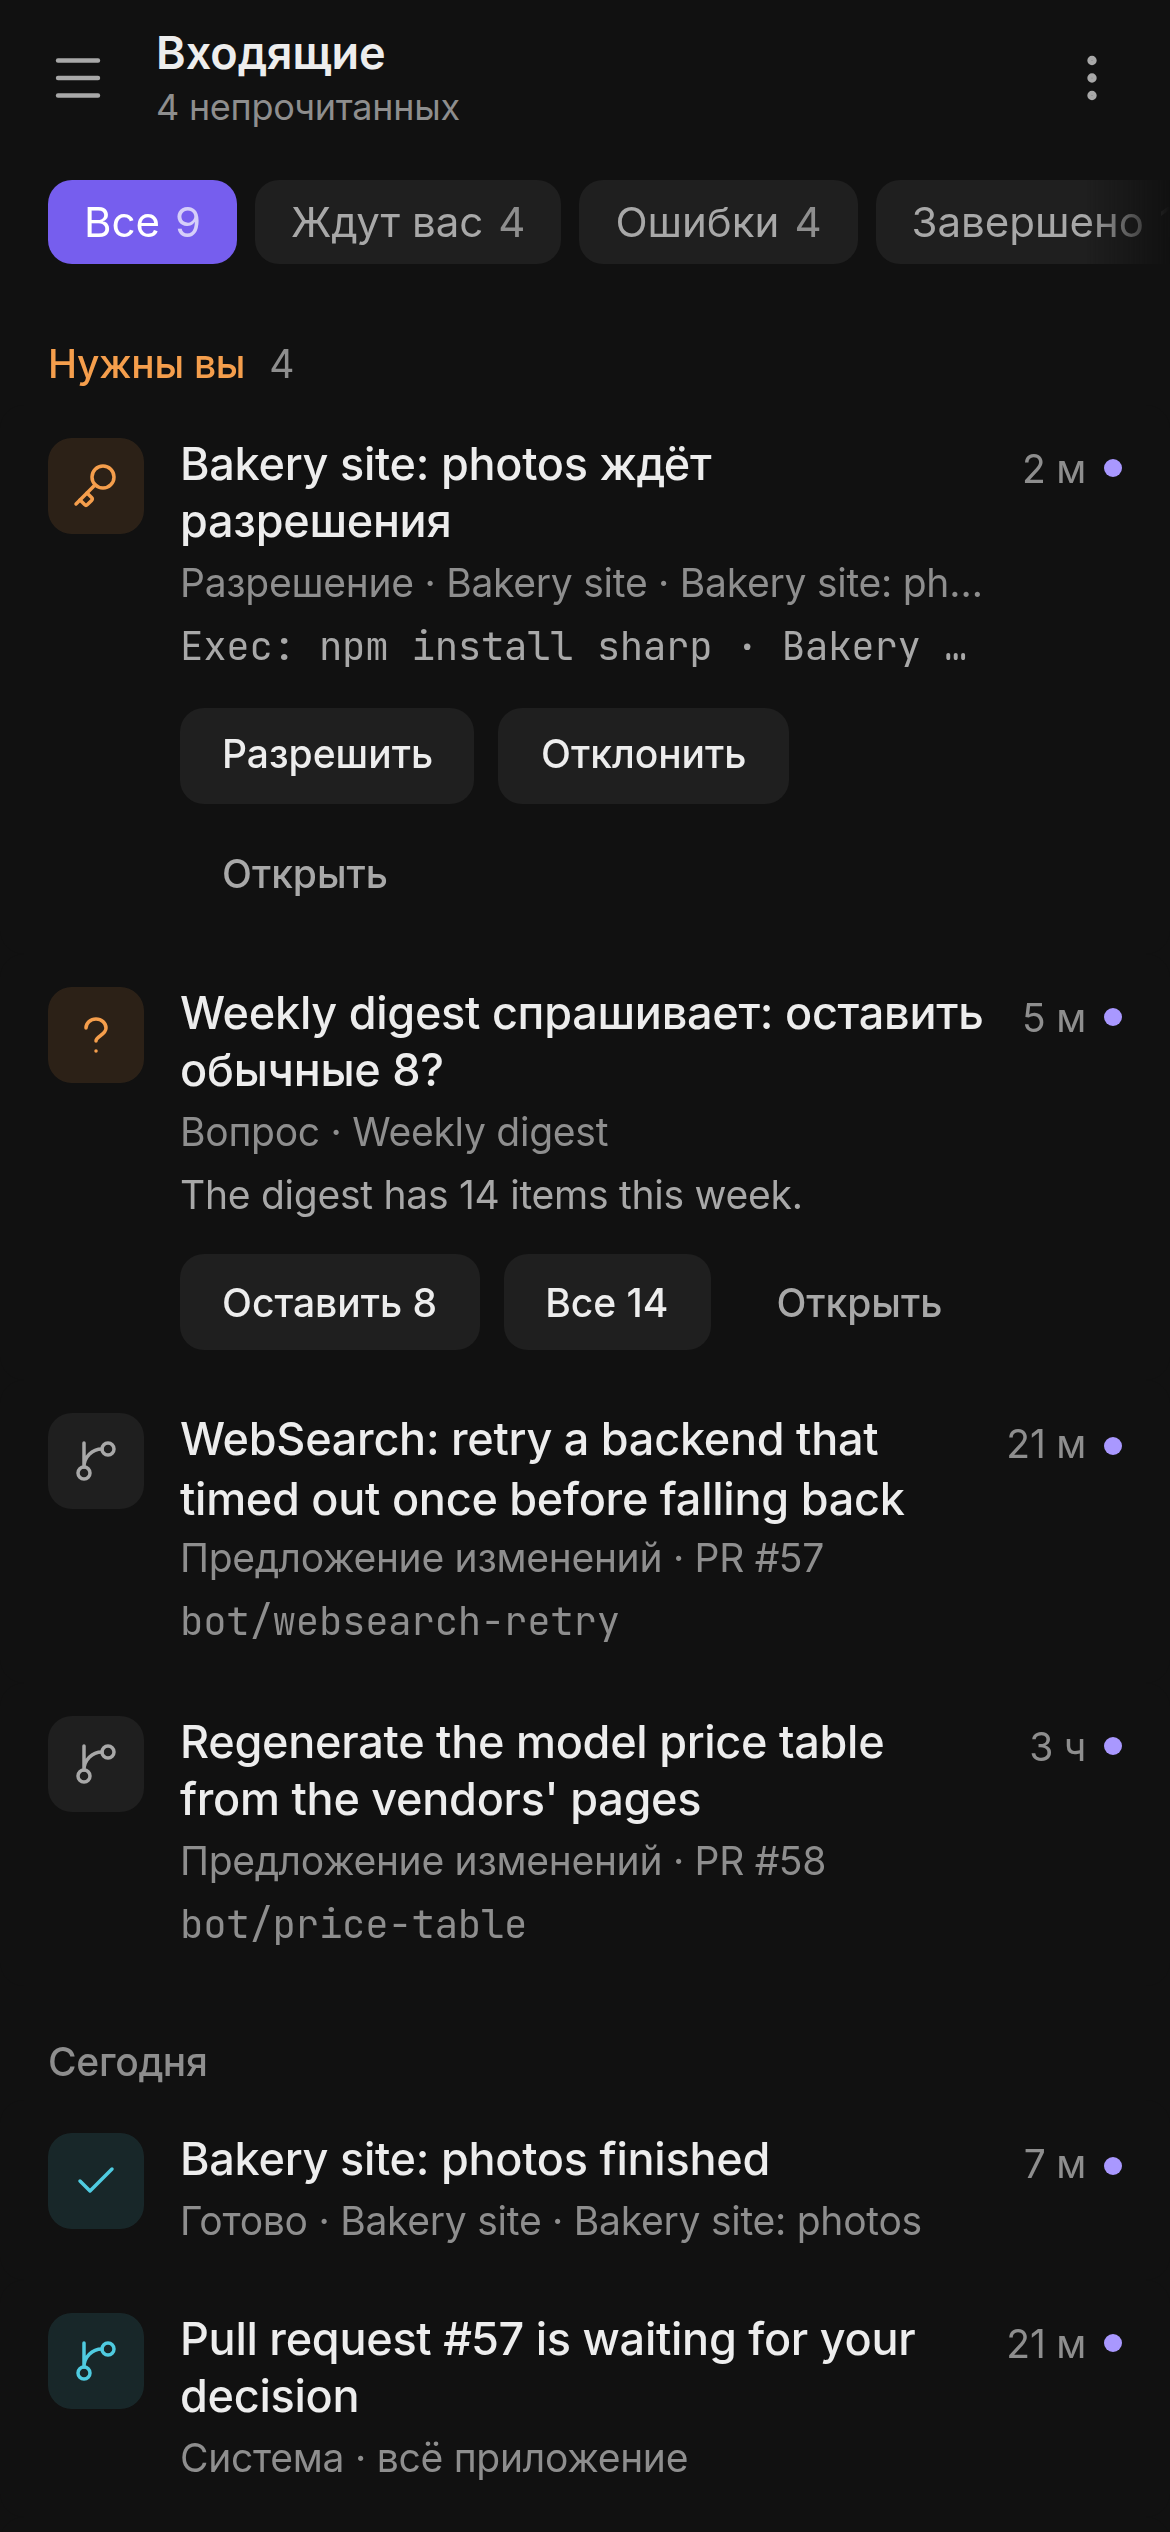 Входящие
4 непрочитанных
Все 9
Ждут вас 4
Ошибки 4
Завершено
Нужны вы 4
Bakery site: photos ждёт
разрешения
2 м
Разрешение · Bakery site · Bakery site: ph…
Exec: npm install sharp · Bakery …
Разрешить
Отклонить
Открыть
Weekly digest спрашивает: оставить
обычные 8?
5 м
Вопрос · Weekly digest
The digest has 14 items this week.
Оставить 8
Все 14
Открыть
WebSearch: retry a backend that
timed out once before falling back
21 м
Предложение изменений · PR #57
bot/websearch-retry
Regenerate the model price table
from the vendors' pages
3 ч
Предложение изменений · PR #58
bot/price-table
Сегодня
Bakery site: photos finished
7 м
Готово · Bakery site · Bakery site: photos
Pull request #57 is waiting for your
decision
21 м
Система · всё приложение